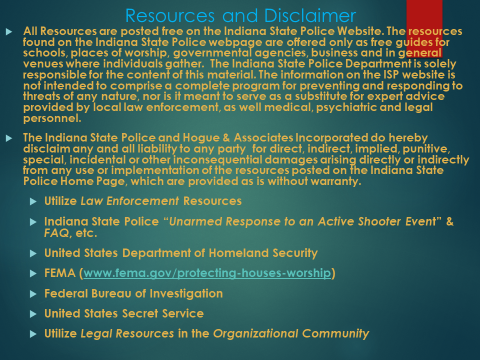 Resources and Disclaimer
All Resources are posted free on the Indiana State Police Website. The resources
found on the Indiana State Police webpage are offered only as free guides for
schools, places of worship, governmental agencies, business and in general
venues where individuals gather. The Indiana State Police Department is solely
responsible for the content of this material. The information on the ISP website is
not intended to comprise a complete program for preventing and responding to
threats of any nature, nor is it meant to serve as a substitute for expert advice
provided by local law enforcement, as well medical, psychiatric and legal
personnel.
The Indiana State Police and Hogue & Associates Incorporated do hereby
disclaim any and all liability to any party for direct, indirect, implied, punitive,
special, incidental or other inconsequential damages arising directly or indirectly
from any use or implementation of the resources posted on the Indiana State
Police Home Page, which are provided as is without warranty.
Utilize Law Enforcement Resources
Indiana State Police “Unarmed Response to an Active Shooter Event” &
FAQ, etc.
United States Department of Homeland Security
FEMA (www.fema.gov/protecting-houses-worship)
Federal Bureau of Investigation
United States Secret Service
Utilize Legal Resources in the Organizational Community